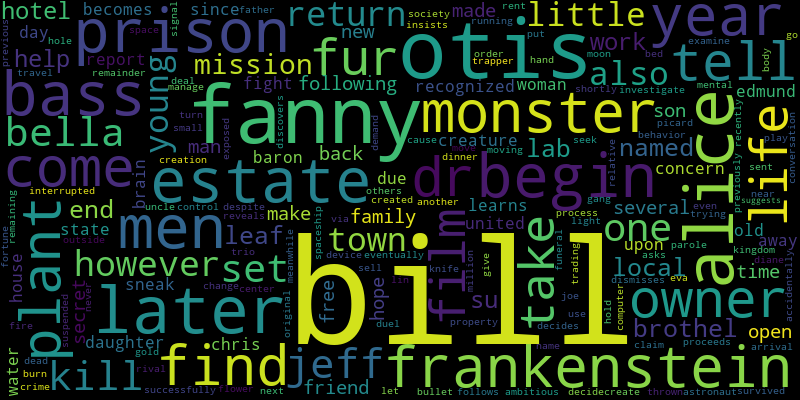 hotel becomes since father return little year
prison otis
society insists running rent put go
day made
hole signal
help report mission fur new work also tell
previous space
remainder travel
deal manage
fight following recognized woman
order trapper hand moon bed
examine body
bass young fanny monster
shortly investigate mental
son edmund
turn small exposed discovers demand
cause creature seek
behavior picard
bella man baron back lab named concern
creation
moving relative
previously recently
alice life
play conversation
come brain estate due dr begin
interrupted
dinner
sent near suggests
uncle control despite others created another
learns gang even trying
remaining
plant end leaf make family united several one old away
state reveals via process light
men town film take upon
outside
trio
asks parole kingdom diane
house however set
device eventually
bill
funeral
local time
dismisses eva
accidentally
secret sneak hope su
change center
sell knife
trading
hold computer
free spaceship meanwhile original
give
million
later
suspended never
property joe use
owner
fire duel decides brothel open
daughter chris
gold
name claim proceeds arrival
water dead burn crime
kill find jeff frankenstein
rival
successfully flower next friend let bullet follows ambitious decidecreate thrown astronaut survived